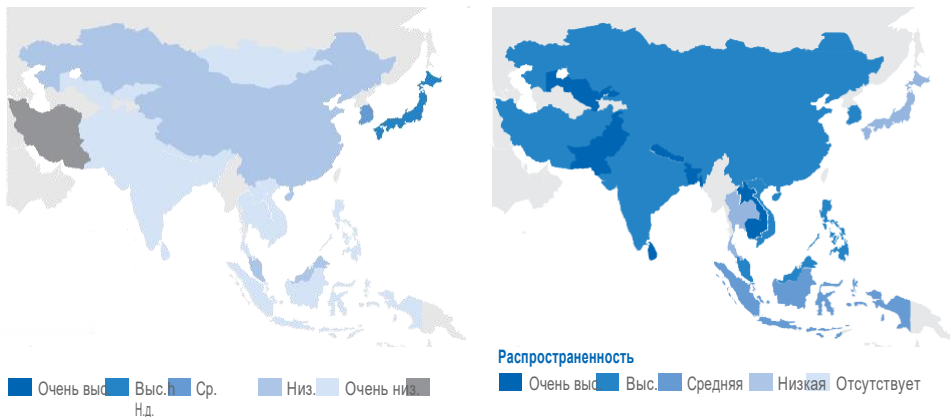 Распространенность
Очень выс Выс.h Ср. Низ. Очень низ.
Н.д.
Очень выс Выс. Средняя Низкая Отсутствует